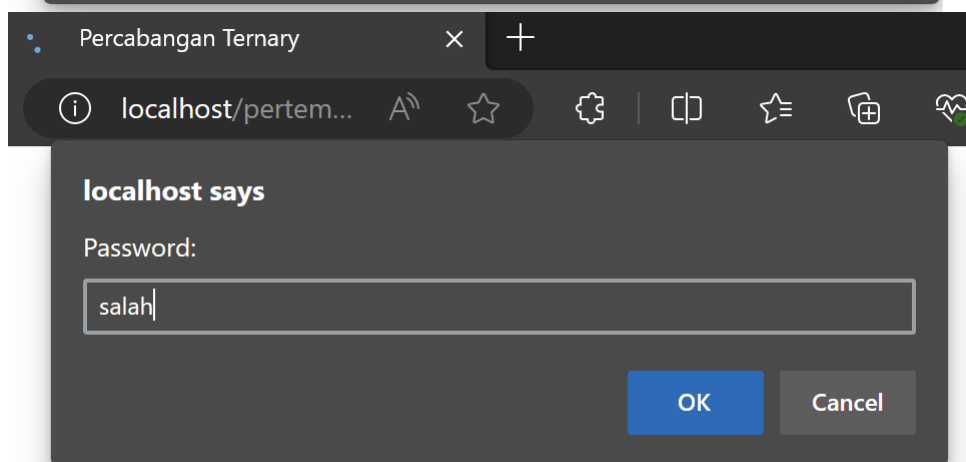 Percabangan Ternary
localhost/pertem...
localhost says
Password:
salah
OK Cancel